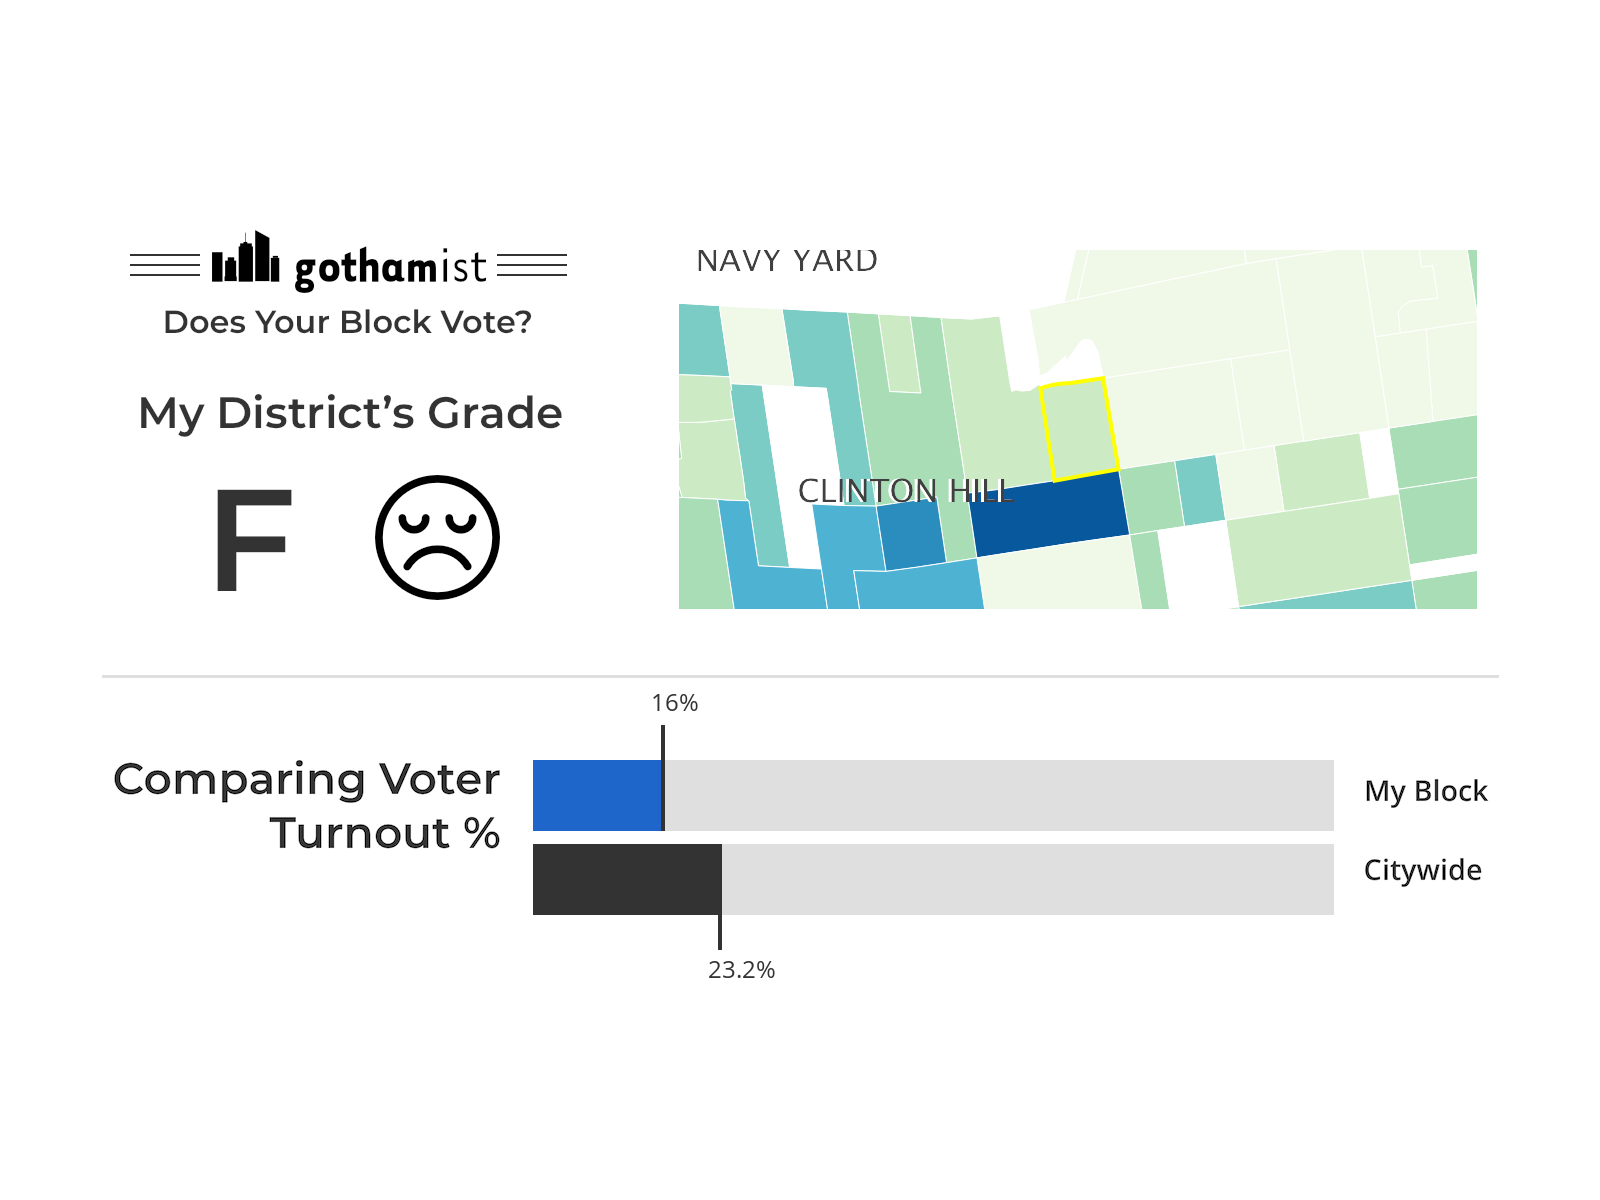 gothamist
Does Your Block Vote?
My District’s Grade
F
NAVY YARD
CLINTON HILL
16%
Comparing Voter
Turnout %
My Block
Citywide
23.2%